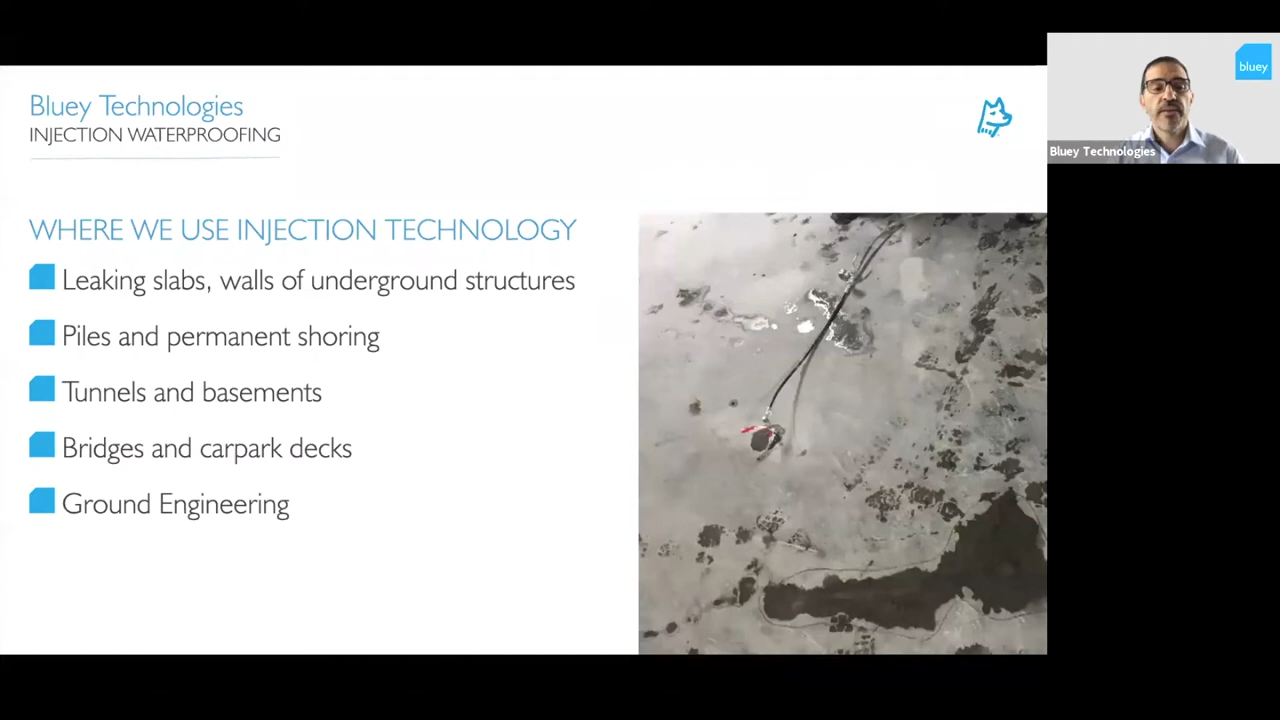 Bluey Technologies
INJECTION WATERPROOFING
WHERE WE USE INJECTION TECHNOLOGY
Leaking slabs, walls of underground structures
Piles and permanent shoring
Tunnels and basements
Bridges and carpark decks
Ground Engineering
bluey
Bluey Technologies